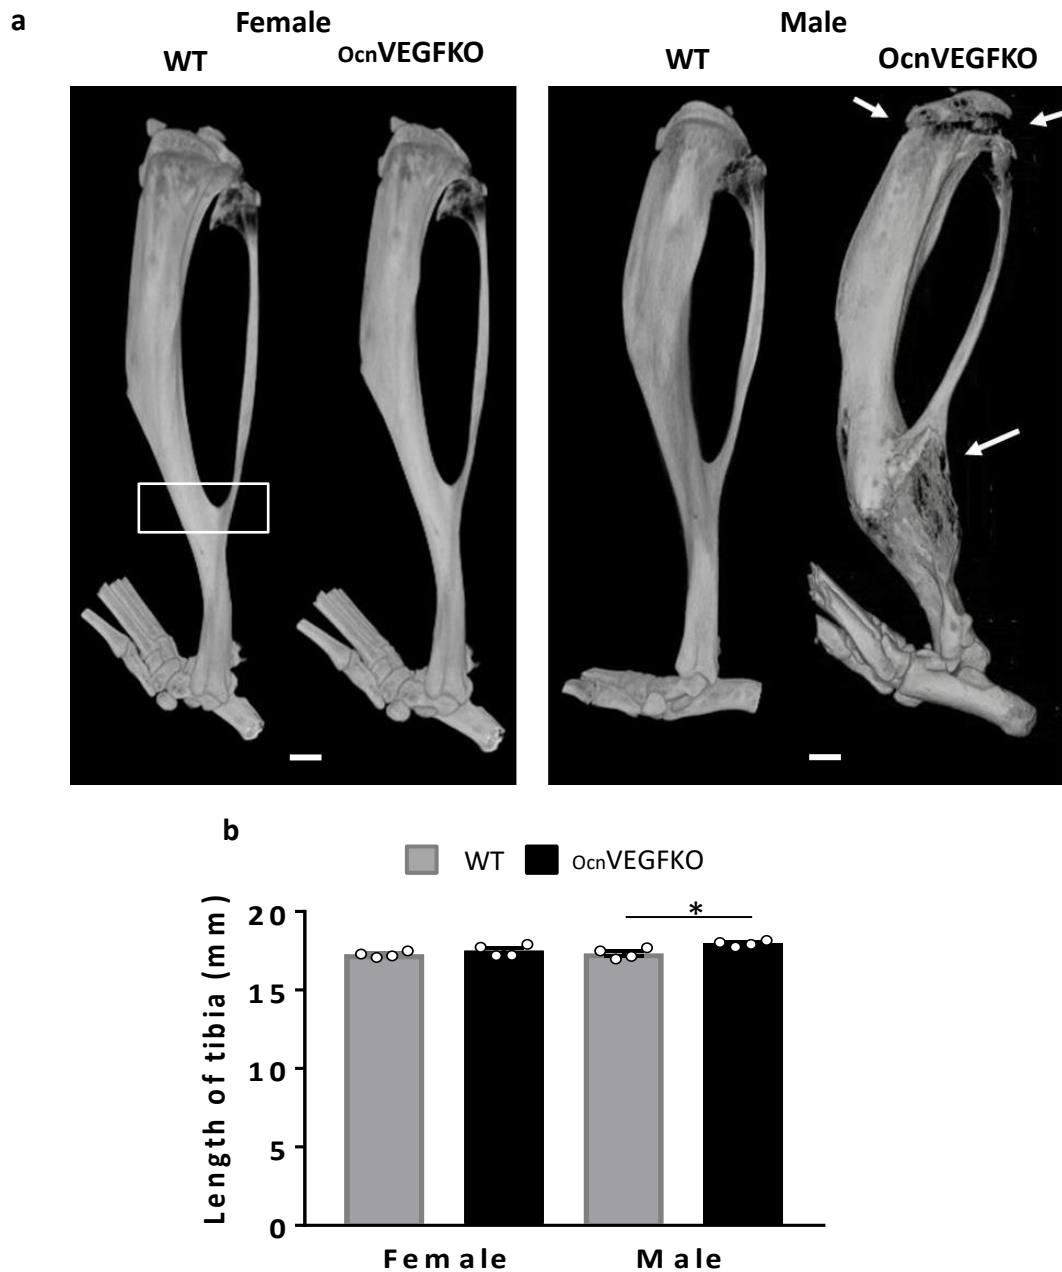 a
Female
Male
WT
OcnVEGFKO
WT
OcnVEGFKO
b
WT
OcnVEGFKO
*
Length of tibia (mm)
20
15
10
5
0
Female
Male